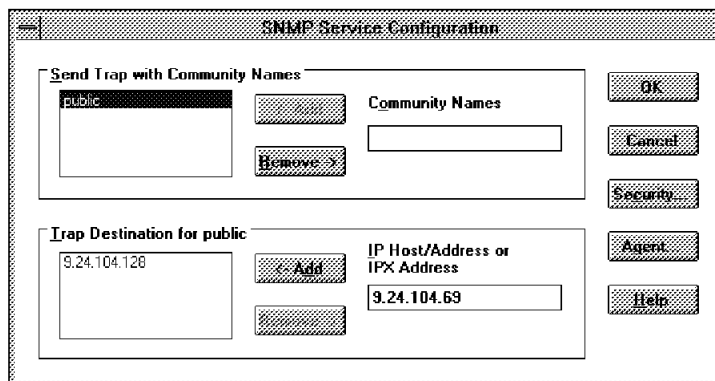 SNMP Service Configuration
Send Trap with Community Names
public
Community Names
Remove ->
OK
Cancel
Security...
Trap Destination for public
9.24.104.128
<- Add
IP Host/Address or
IPX Address
9.24.104.69
Agent...
Help